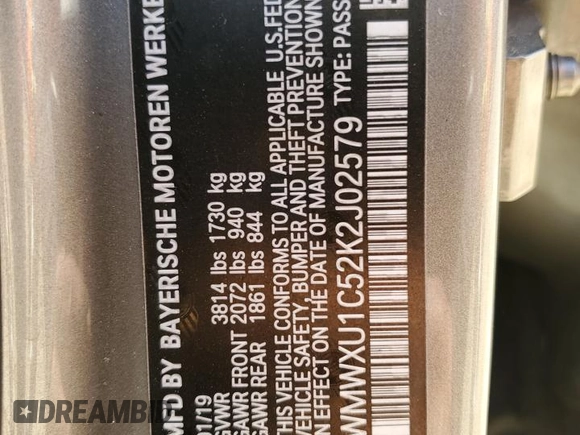 MFD BY BAYERISCHE MOTOREN WERKE
01/19
GVWR 3814 lbs 1730 kg
GAWR FRONT 2072 lbs 940 kg
GAWR REAR 1861 lbs 844 kg
THIS VEHICLE CONFORMS TO ALL APPLICABLE U.S.FED
VEHICLE SAFETY, BUMPER AND THEFT PREVENTION
IN EFFECT ON THE DATE OF MANUFACTURE SHOWN
WMWXU1C52K2J02579 TYPE: PASS
DREAMBID